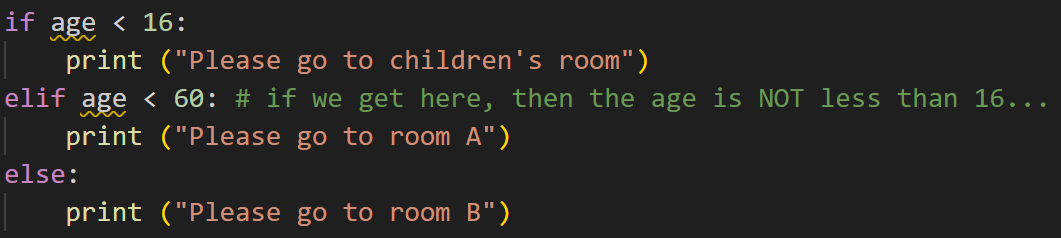 if age < 16:
    print ("Please go to children's room")
elif age < 60: # if we get here, then the age is NOT less than 16...
    print ("Please go to room A")
else:
    print ("Please go to room B")